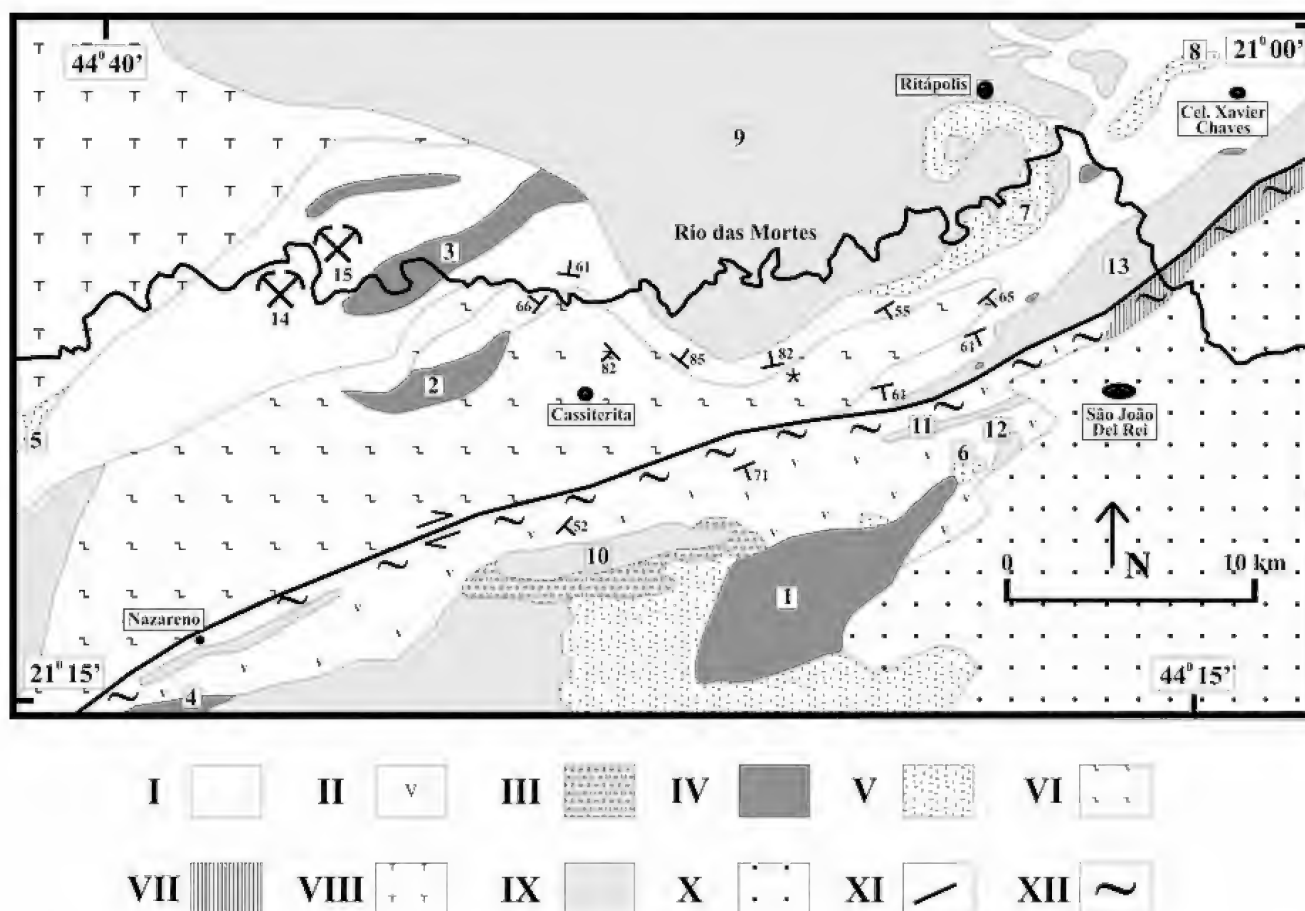 44° 40'
8
21° 00'
Ritápolis
Cel. Xavier
Chaves
9
Rio das Mortes
7
3
15
14
61
66
13
65
55
82
85
82
61
2
Cassiterita
61
5
11
12
São João
Del Rei
6
71
52
10
0
N
10 km
1
Nazareno
21° 15'
4
44° 15'
I
II
v
III
IV
V
VI
VII
VIII
IX
X
XI
XII